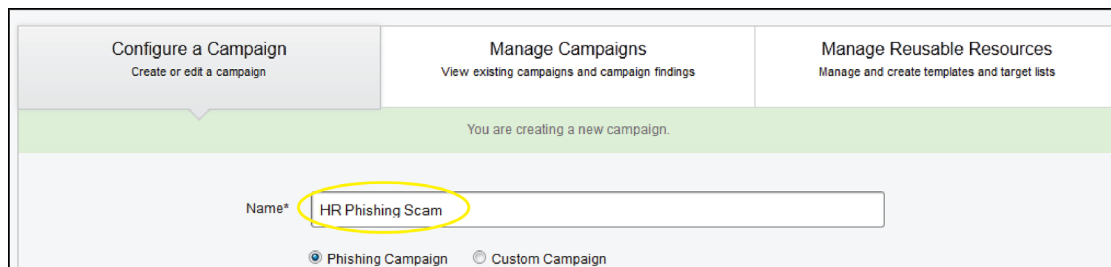 Configure a Campaign
Create or edit a campaign
Manage Campaigns
View existing campaigns and campaign findings
Manage Reusable Resources
Manage and create templates and target lists
You are creating a new campaign.
Name* HR Phishing Scam
Phishing Campaign Custom Campaign